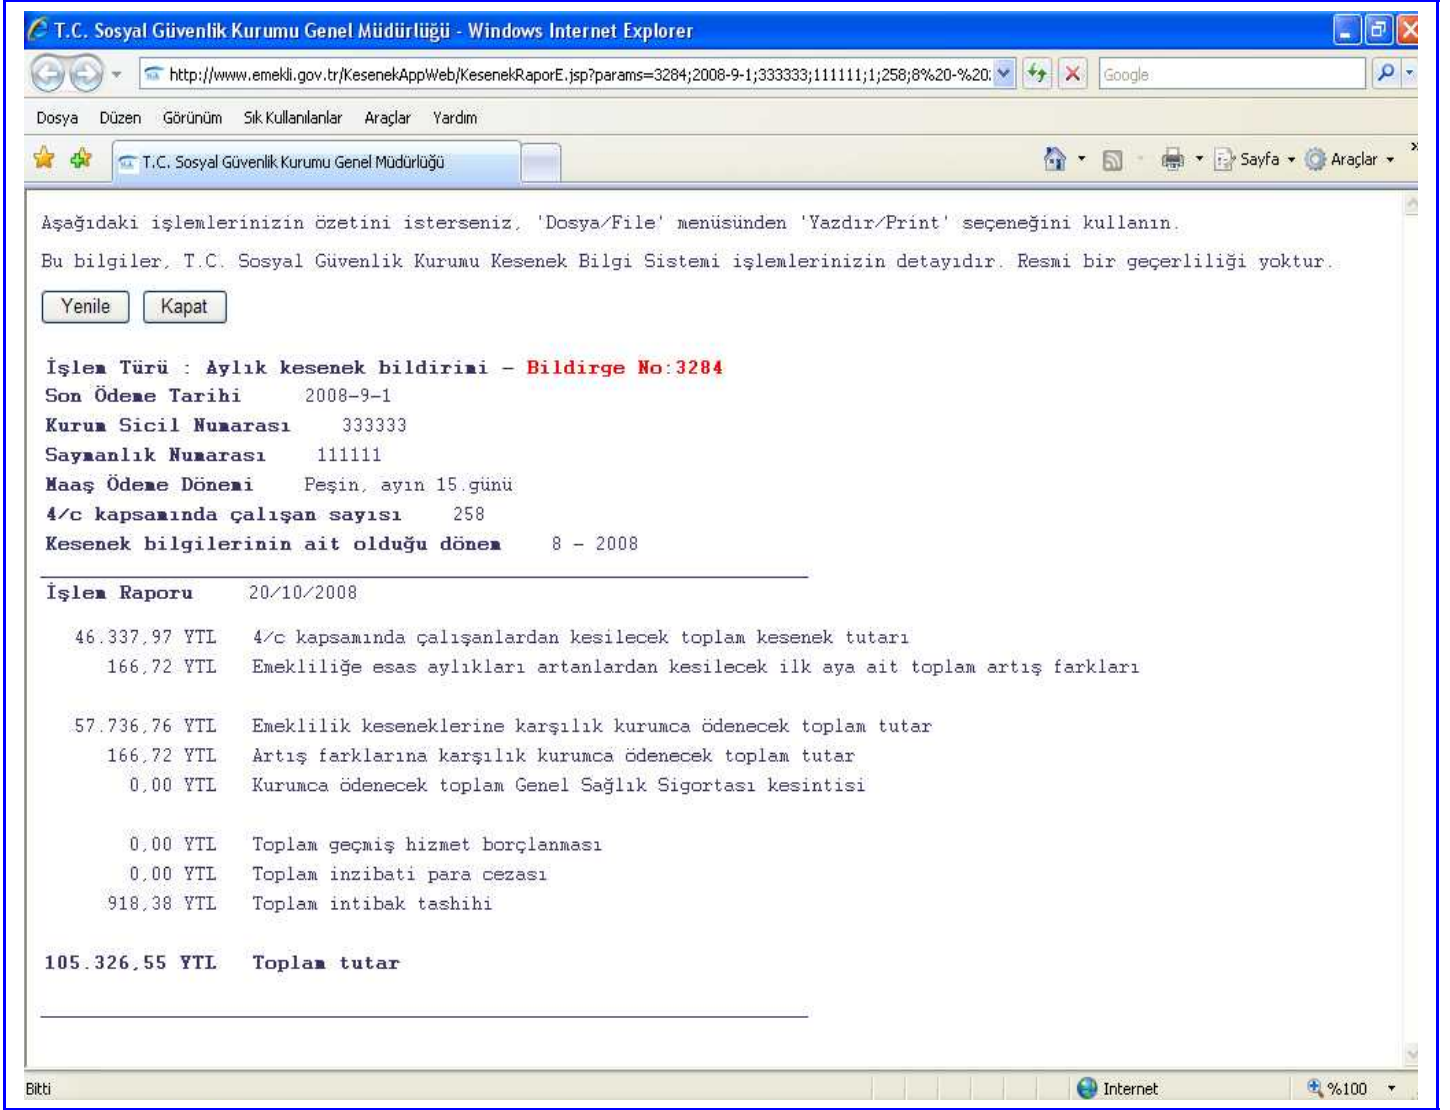 T.C. Sosyal Güvenlik Kurumu Genel Müdürlüğü - Windows Internet Explorer
http://www.emekli.gov.tr/KesenekAppWeb/KesenekRaporE.jsp?params=3284;2008-9-1;333333;111111;1;258;8%20-%20: Google
Dosya Düzen Görünüm Sık Kullanılanlar Araçlar Yardım
T.C. Sosyal Güvenlik Kurumu Genel Müdürlüğü Sayfa Araçlar »
Aşağıdaki işlemlerinizin özetini isterseniz, 'Dosya/File' menüsünden 'Yazdır/Print' seçeneğini kullanın.
Bu bilgiler, T.C. Sosyal Güvenlik Kurumu Kesenek Bilgi Sistemi işlemlerinizin detayıdır. Resmi bir geçerliliği yoktur.
Yenile Kapat
İşlem Türü : Aylık kesenek bildirimi – Bildirge No:3284
Son Ödeme Tarihi 2008-9-1
Kurum Sicil Numarası 333333
Saymanlık Numarası 111111
Maaş Ödeme Dönemi Peşin, ayın 15.günü
4/c kapsamında çalışan sayısı 258
Kesenek bilgilerinin ait olduğu dönem 8 – 2008
İşlem Raporu 20/10/2008
46.337,97 YTL 4/c kapsamında çalışanlardan kesilecek toplam kesenek tutarı
166,72 YTL Emekliliğe esas aylıkları artanlardan kesilecek ilk aya ait toplam artış farkları
57.736,76 YTL Emeklilik keseneklerine karşılık kurumca ödenecek toplam tutar
166,72 YTL Artış farklarına karşılık kurumca ödenecek toplam tutar
0,00 YTL Kurumca ödenecek toplam Genel Sağlık Sigortası kesintisi
0,00 YTL Toplam geçmiş hizmet borçlanması
0,00 YTL Toplam inzibati para cezası
918,38 YTL Toplam intibak tashihi
105.326,55 YTL Toplam tutar
Bitti Internet %100